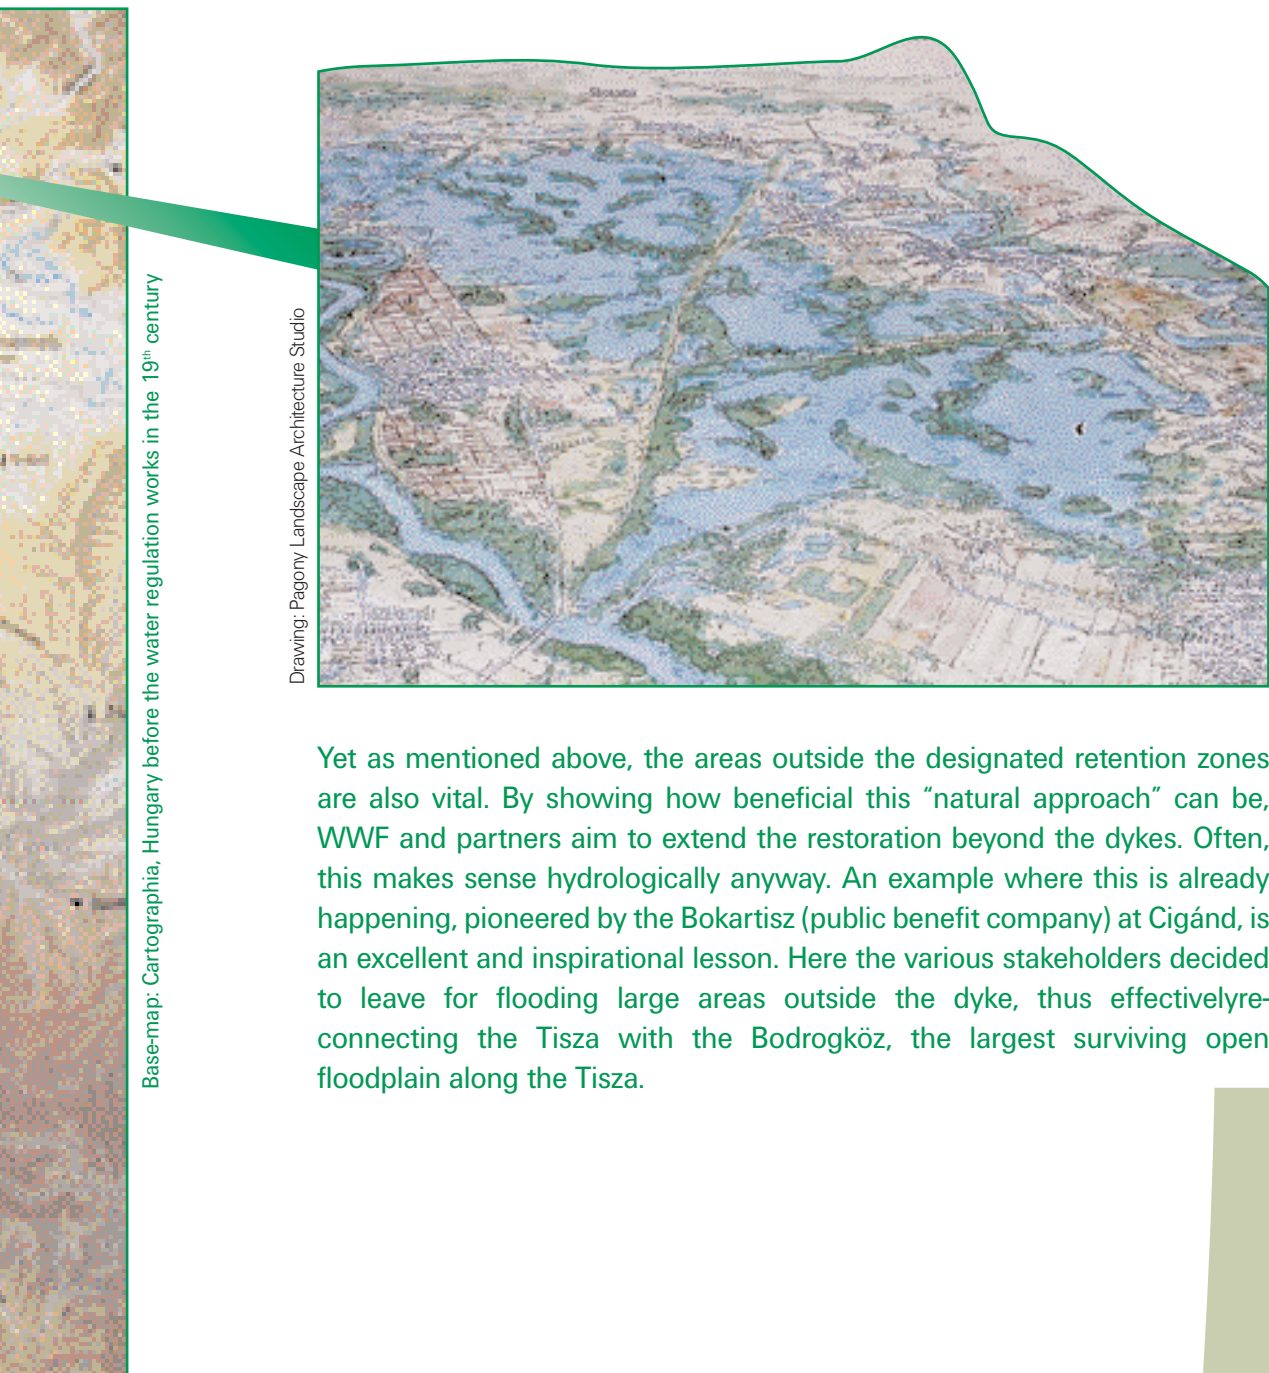 Base-map: Cartographia, Hungary before the water regulation works in the 19th century
Drawing: Pagony Landscape Architecture Studio
Yet as mentioned above, the areas outside the designated retention zones
are also vital. By showing how beneficial this “natural approach” can be,
WWF and partners aim to extend the restoration beyond the dykes. Often,
this makes sense hydrologically anyway. An example where this is already
happening, pioneered by the Bokartisz (public benefit company) at Cigánd, is
an excellent and inspirational lesson. Here the various stakeholders decided
to leave for flooding large areas outside the dyke, thus effectivelyre-
connecting the Tisza with the Bodrogköz, the largest surviving open
floodplain along the Tisza.